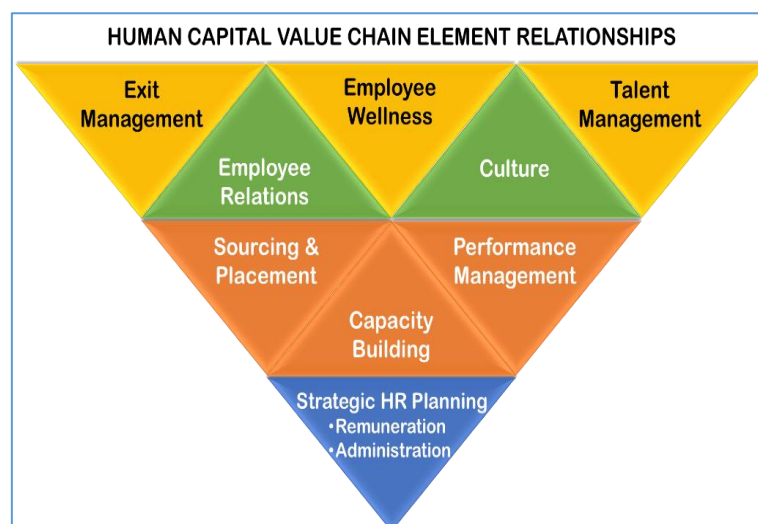 HUMAN CAPITAL VALUE CHAIN ELEMENT RELATIONSHIPS
Exit
Management
Employee
Wellness
Talent
Management
Employee
Relations
Culture
Sourcing &
Placement
Performance
Management
Capacity
Building
Strategic HR Planning
•Remuneration
•Administration